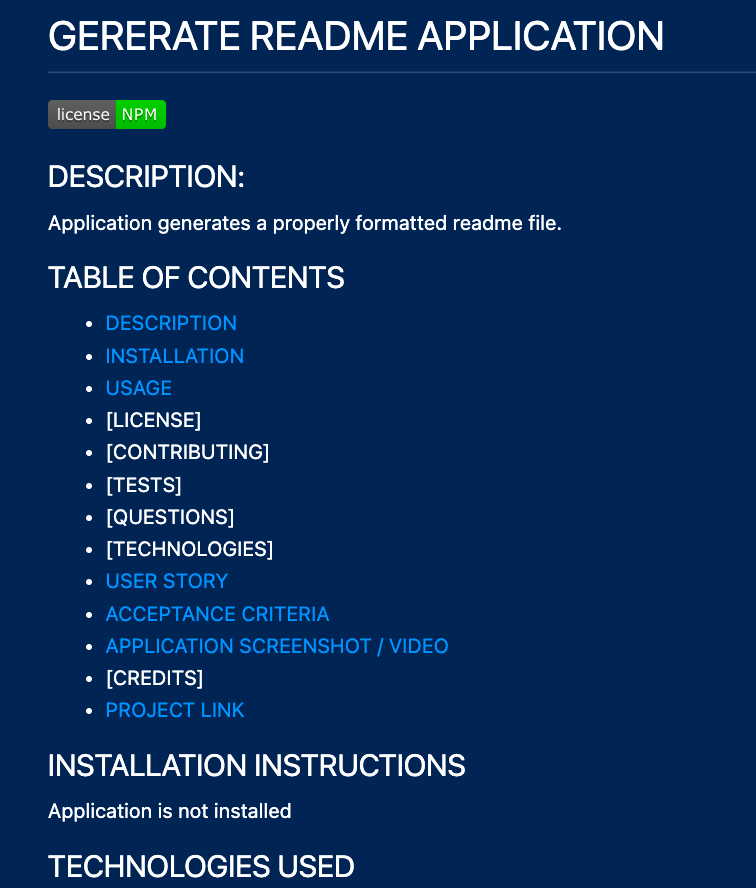 GERERATE README APPLICATION
license NPM
DESCRIPTION:
Application generates a properly formatted readme file.
TABLE OF CONTENTS
• DESCRIPTION
• INSTALLATION
• USAGE
• [LICENSE]
• [CONTRIBUTING]
• [TESTS]
• [QUESTIONS]
• [TECHNOLOGIES]
• USER STORY
• ACCEPTANCE CRITERIA
• APPLICATION SCREENSHOT / VIDEO
• [CREDITS]
• PROJECT LINK
INSTALLATION INSTRUCTIONS
Application is not installed
TECHNOLOGIES USED